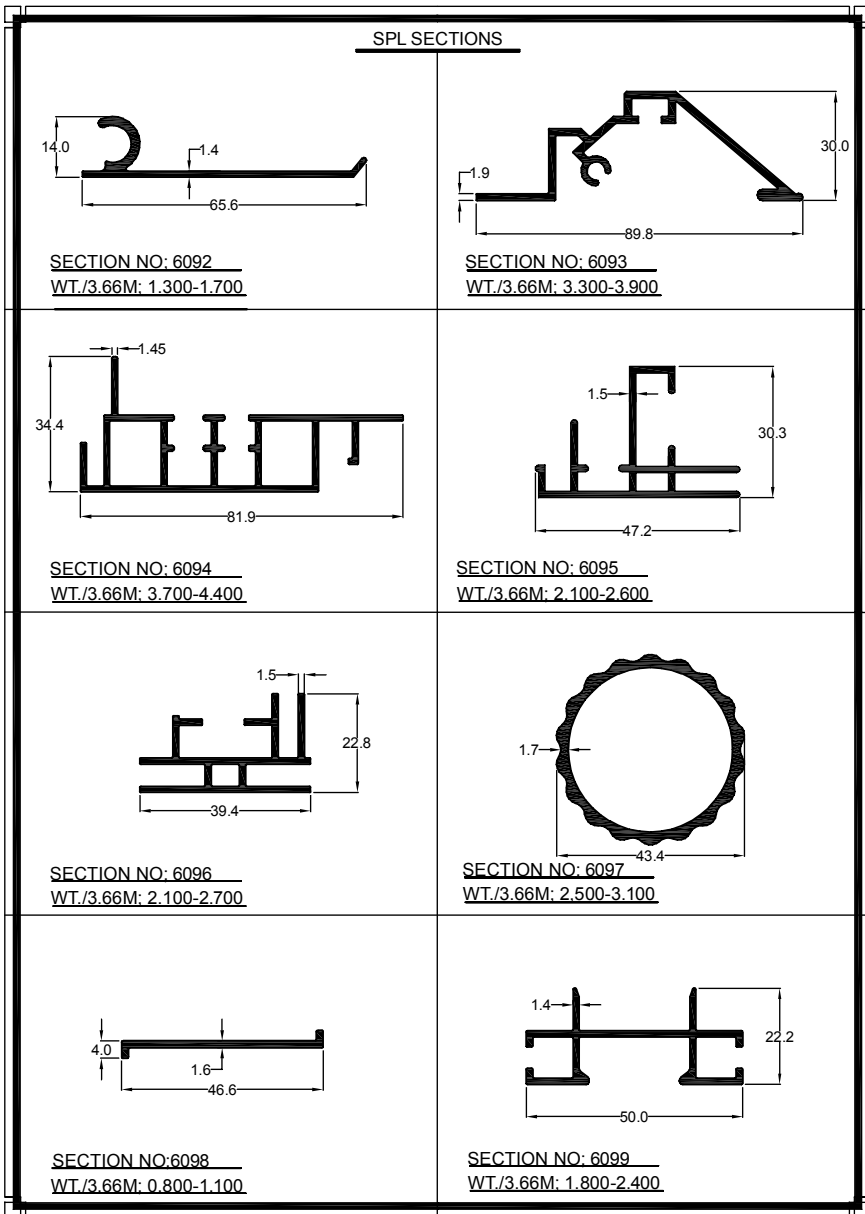 SPL SECTIONS
14.0
1.4
65.6
SECTION NO; 6092
WT./3.66M; 1.300-1.700
1.9
30.0
89.8
SECTION NO; 6093
WT./3.66M; 3.300-3.900
1.45
34.4
81.9
SECTION NO; 6094
WT./3.66M; 3.700-4.400
1.5
30.3
47.2
SECTION NO; 6095
WT./3.66M; 2.100-2.600
1.5
22.8
39.4
SECTION NO; 6096
WT./3.66M; 2.100-2.700
1.7
43.4
SECTION NO; 6097
WT./3.66M; 2.500-3.100
4.0
1.6
46.6
SECTION NO;6098
WT./3.66M; 0.800-1.100
1.4
22.2
50.0
SECTION NO; 6099
WT./3.66M; 1.800-2.400